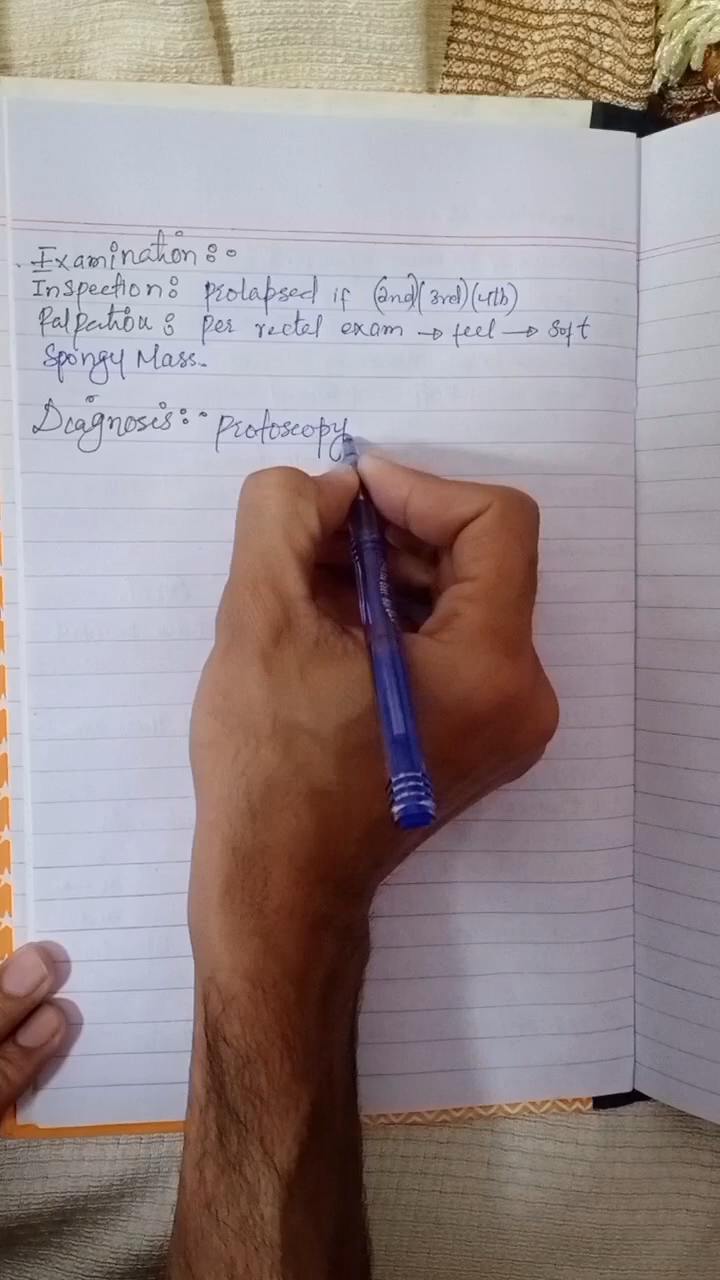 Examination:-
Inspection: prolapsed if (2nd)(3rd)(4th)
Palpation: per rectal exam → feel → soft
Spongy Mass.
Diagnosis:- Protoscopy